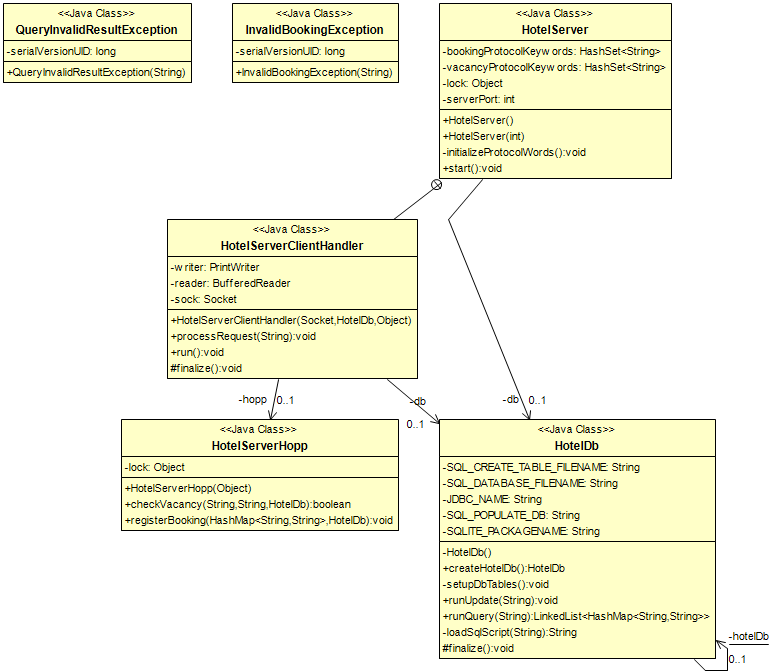 <<Java Class>>
QueryInvalidResultException
-serialVersionUID: long
+QueryInvalidResultException(String)
<<Java Class>>
InvalidBookingException
-serialVersionUID: long
+InvalidBookingException(String)
<<Java Class>>
HotelServer
-bookingProtocolKeywords: HashSet<String>
-vacancyProtocolKeywords: HashSet<String>
-lock: Object
-serverPort: int
+HotelServer()
+HotelServer(int)
-initializeProtocolWords():void
+start():void
<<Java Class>>
HotelServerClientHandler
-writer: PrintWriter
-reader: BufferedReader
-sock: Socket
+HotelServerClientHandler(Socket,HotelDb,Object)
+processRequest(String):void
+run():void
#finalize():void
-hopp 0..1
-db
0..1
-db 0..1
<<Java Class>>
HotelServerHopp
-lock: Object
+HotelServerHopp(Object)
+checkVacancy(String,String,HotelDb):boolean
+registerBooking(HashMap<String,String>,HotelDb):void
<<Java Class>>
HotelDb
-SQL_CREATE_TABLE_FILENAME: String
-SQL_DATABASE_FILENAME: String
-JDBC_NAME: String
-SQL_POPULATE_DB: String
-SQLITE_PACKAGENAME: String
-HotelDb()
+createHotelDb():HotelDb
-setupDbTables():void
+runUpdate(String):void
+runQuery(String):LinkedList<HashMap<String,String>>
-loadSqlScript(String):String
#finalize():void
-hotelDb
0..1